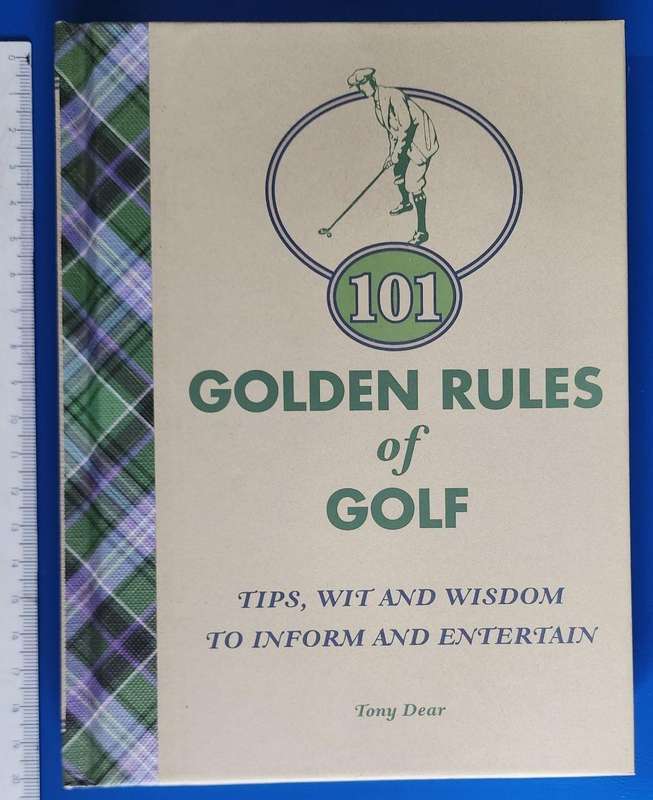 101
GOLDEN RULES
of
GOLF
TIPS, WIT AND WISDOM
TO INFORM AND ENTERTAIN
Tony Dear